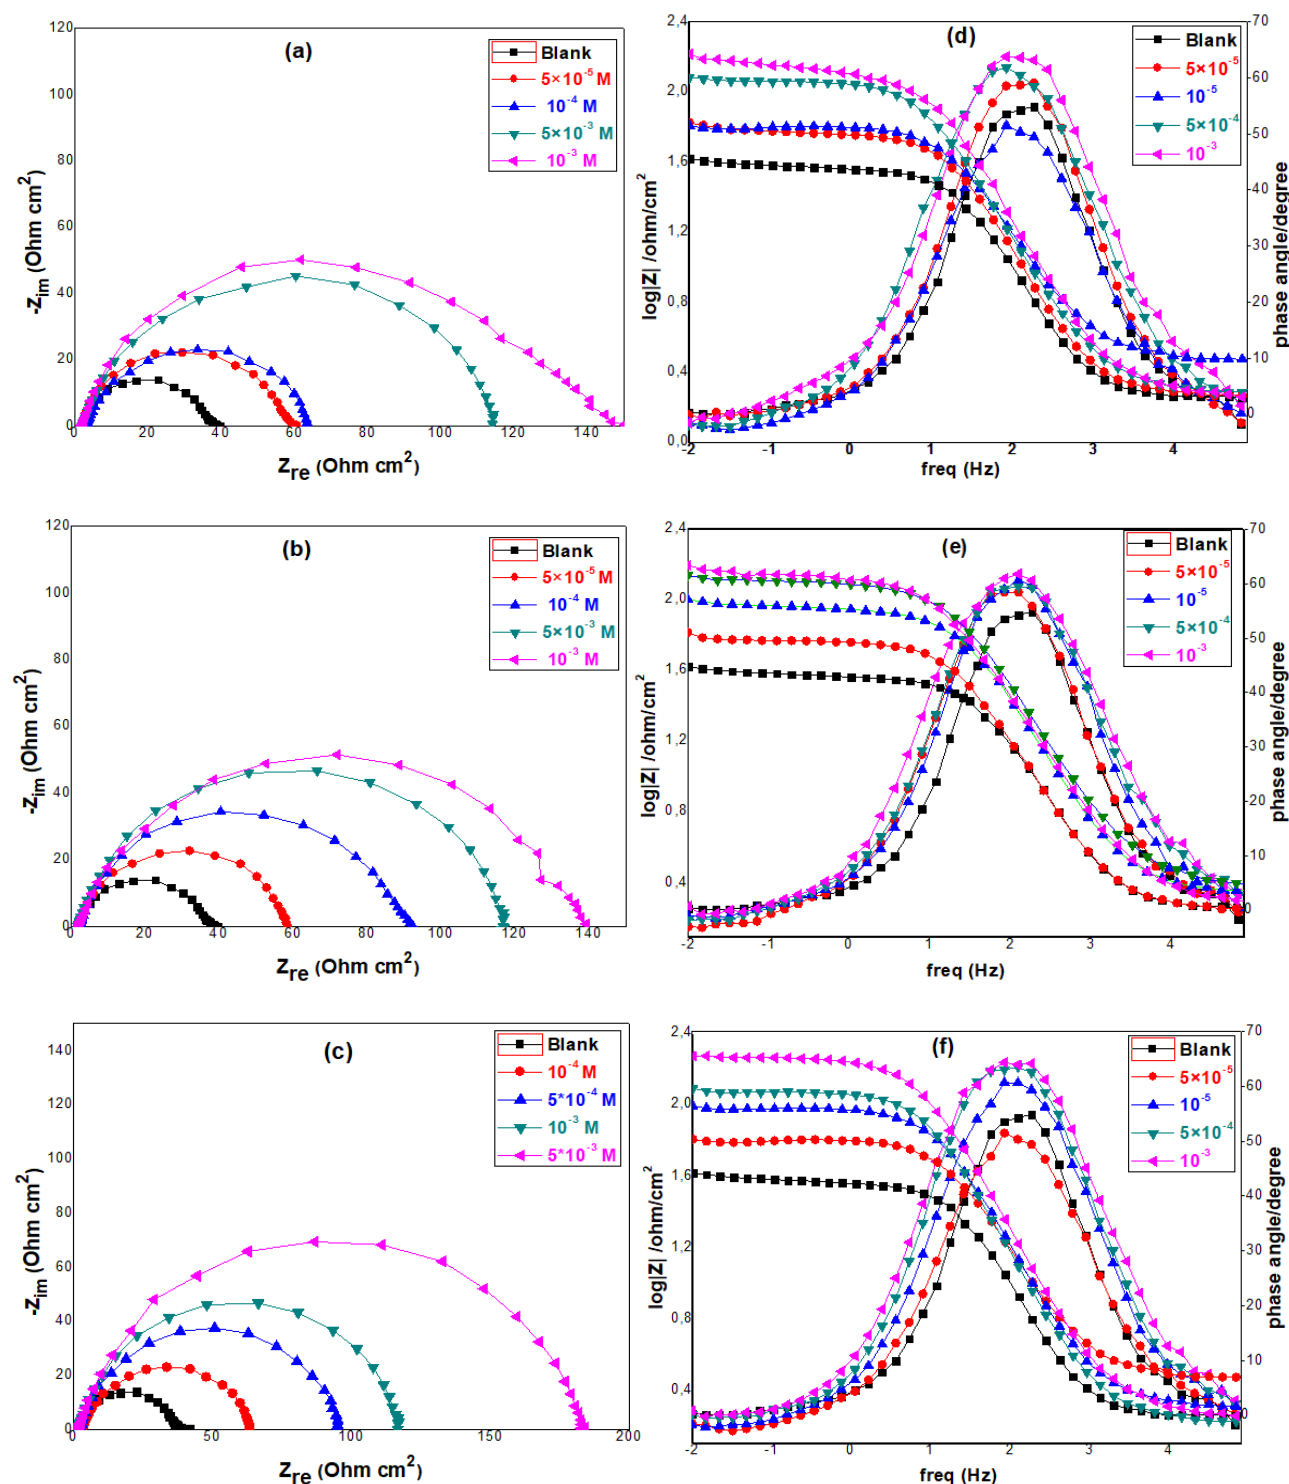 (a)
Blank
5×10⁻⁵ M
10⁻⁴ M
5×10⁻³ M
10⁻³ M
-Z_im (Ohm cm²)
120
100
80
60
40
20
0
0 20 40 60 80 100 120 140
Z_re (Ohm cm²)
(d)
Blank
5×10⁻⁵
10⁻⁵
5×10⁻⁴
10⁻³
log|Z| /ohm/cm²
2,4
2,0
1,6
1,2
0,8
0,4
0,0
-2 -1 0 1 2 3 4
freq (Hz)
70
60
50
40
30
20
10
0
phase angle/degree
(b)
Blank
5×10⁻⁵ M
10⁻⁴ M
5×10⁻³ M
10⁻³ M
-Z_im (Ohm cm²)
120
100
80
60
40
20
0
0 20 40 60 80 100 120 140
Z_re (Ohm cm²)
(e)
Blank
5×10⁻⁵
10⁻⁵
5×10⁻⁴
10⁻³
log|Z| /ohm/cm²
2,4
2,0
1,6
1,2
0,8
0,4
-2 -1 0 1 2 3 4
freq (Hz)
70
60
50
40
30
20
10
0
phase angle/degree
(c)
Blank
10⁻⁴ M
5*10⁻⁴ M
10⁻³ M
5*10⁻³ M
-Z_im (Ohm cm²)
140
120
100
80
60
40
20
0
0 50 100 150 200
Z_re (Ohm cm²)
(f)
Blank
5×10⁻⁵
10⁻⁵
5×10⁻⁴
10⁻³
log|Z| /ohm/cm²
2,4
2,0
1,6
1,2
0,8
0,4
-2 -1 0 1 2 3 4
freq (Hz)
70
60
50
40
30
20
10
0
phase angle/degree